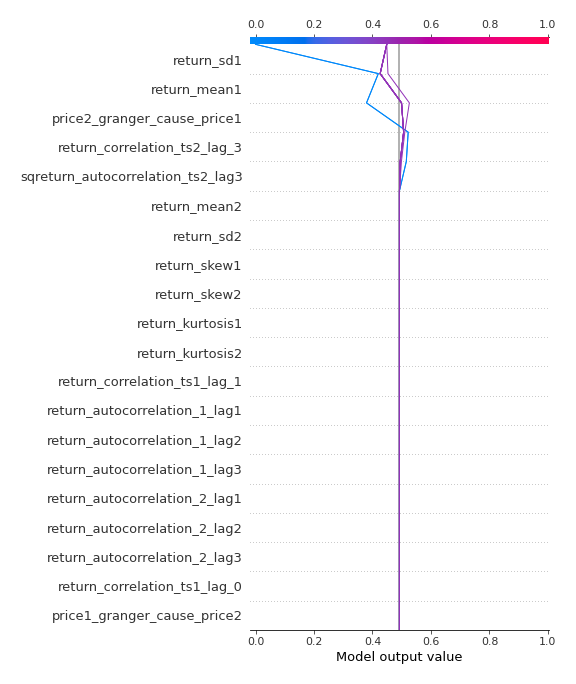 0.0 0.2 0.4 0.6 0.8 1.0
return_sd1
return_mean1
price2_granger_cause_price1
return_correlation_ts2_lag_3
sqreturn_autocorrelation_ts2_lag3
return_mean2
return_sd2
return_skew1
return_skew2
return_kurtosis1
return_kurtosis2
return_correlation_ts1_lag_1
return_autocorrelation_1_lag1
return_autocorrelation_1_lag2
return_autocorrelation_1_lag3
return_autocorrelation_2_lag1
return_autocorrelation_2_lag2
return_autocorrelation_2_lag3
return_correlation_ts1_lag_0
price1_granger_cause_price2
0.0 0.2 0.4 0.6 0.8 1.0
Model output value